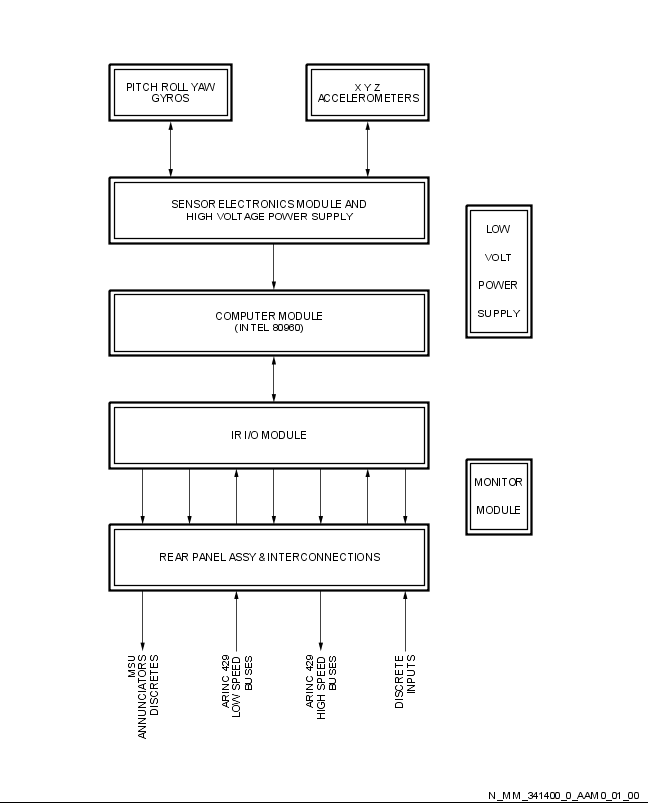 PITCH ROLL YAW
GYROS
X Y Z
ACCELEROMETERS
SENSOR ELECTRONICS MODULE AND
HIGH VOLTAGE POWER SUPPLY
LOW
VOLT
POWER
SUPPLY
COMPUTER MODULE
(INTEL 80960)
IR I/O MODULE
MONITOR
MODULE
REAR PANEL ASSY & INTERCONNECTIONS
MSU
ANNUNCIATORS
DISCRETES
ARINC 429
LOW SPEED
BUSES
ARINC 429
HIGH SPEED
BUSES
DISCRETE
INPUTS
N_MM_341400_0_AAM0_01_00